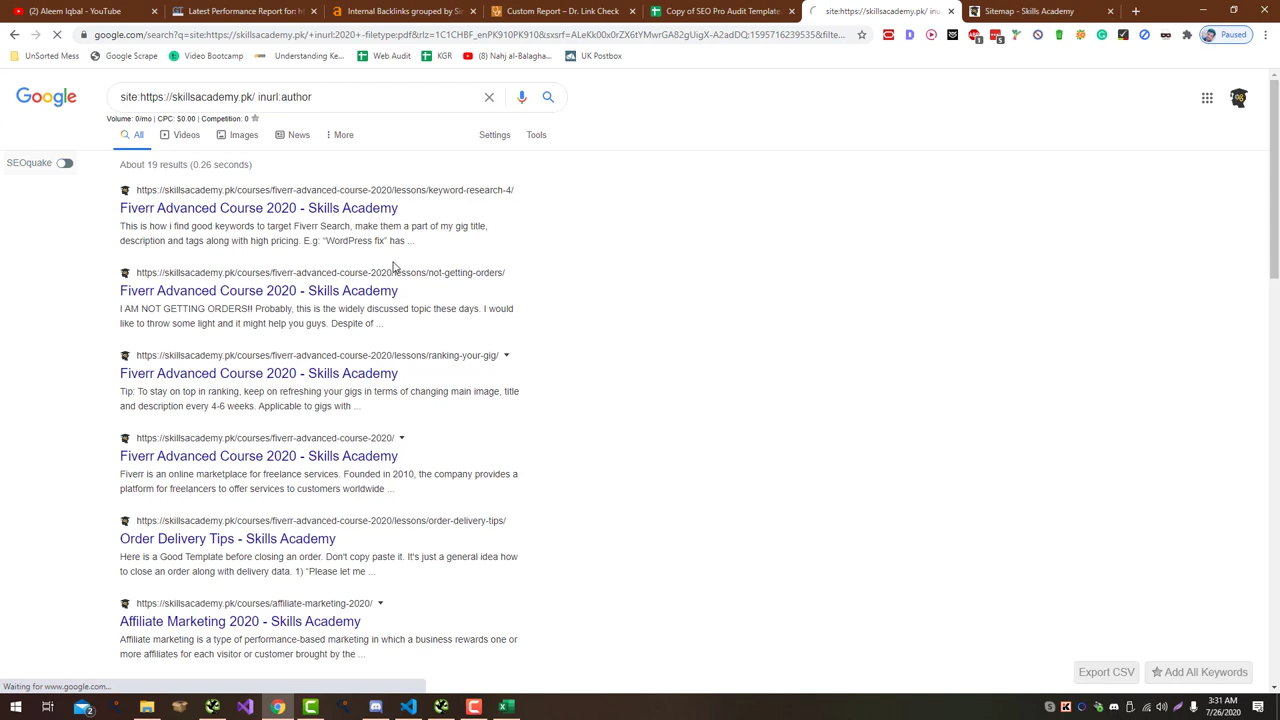 (2) Aleem Iqbal - YouTube
Latest Performance Report for: ht
Internal Backlinks grouped by Se
Custom Report – Dr. Link Check
Copy of SEO Pro Audit Template
site:https://skillsacademy.pk/ inurl
Sitemap - Skills Academy
google.com/search?q=site:https://skillsacademy.pk/+inurl:2020+-filetype:pdf&rlz=1C1CHBF_enPK910PK910&sxsrf=ALeKk00x0rZX6tYMwrGA82gUigX-A2adDQ:1595716239535&filte...
Paused
UnSorted Mess
Google Scrape
Video Bootcamp
Understanding Ke...
Web Audit
KGR
(8) Nahj al-Balagha...
UK Postbox
Google
site:https://skillsacademy.pk/ inurl:author
Volume: 0/mo | CPC: $0.00 | Competition: 0
All
Videos
Images
News
More
Settings
Tools
SEOquake
About 19 results (0.26 seconds)
https://skillsacademy.pk/courses/fiverr-advanced-course-2020/lessons/keyword-research-4/
Fiverr Advanced Course 2020 - Skills Academy
This is how i find good keywords to target Fiverr Search, make them a part of my gig title,
description and tags along with high pricing. E.g: “WordPress fix” has ...
https://skillsacademy.pk/courses/fiverr-advanced-course-2020/lessons/not-getting-orders/
Fiverr Advanced Course 2020 - Skills Academy
I AM NOT GETTING ORDERS!! Probably, this is the widely discussed topic these days. I would
like to throw some light and it might help you guys. Despite of ...
https://skillsacademy.pk/courses/fiverr-advanced-course-2020/lessons/ranking-your-gig/
Fiverr Advanced Course 2020 - Skills Academy
Tip: To stay on top in ranking, keep on refreshing your gigs in terms of changing main image, title
and description every 4-6 weeks. Applicable to gigs with ...
https://skillsacademy.pk/courses/fiverr-advanced-course-2020/
Fiverr Advanced Course 2020 - Skills Academy
Fiverr is an online marketplace for freelance services. Founded in 2010, the company provides a
platform for freelancers to offer services to customers worldwide ...
https://skillsacademy.pk/courses/fiverr-advanced-course-2020/lessons/order-delivery-tips/
Order Delivery Tips - Skills Academy
Here is a Good Template before closing an order. Don't copy paste it. It's just a general idea how
to close an order along with delivery data. 1) “Please let me ...
https://skillsacademy.pk/courses/affiliate-marketing-2020/
Affiliate Marketing 2020 - Skills Academy
Affiliate marketing is a type of performance-based marketing in which a business rewards one or
more affiliates for each visitor or customer brought by the ...
Export CSV
Add All Keywords
Waiting for www.google.com...
3:31 AM
7/26/2020